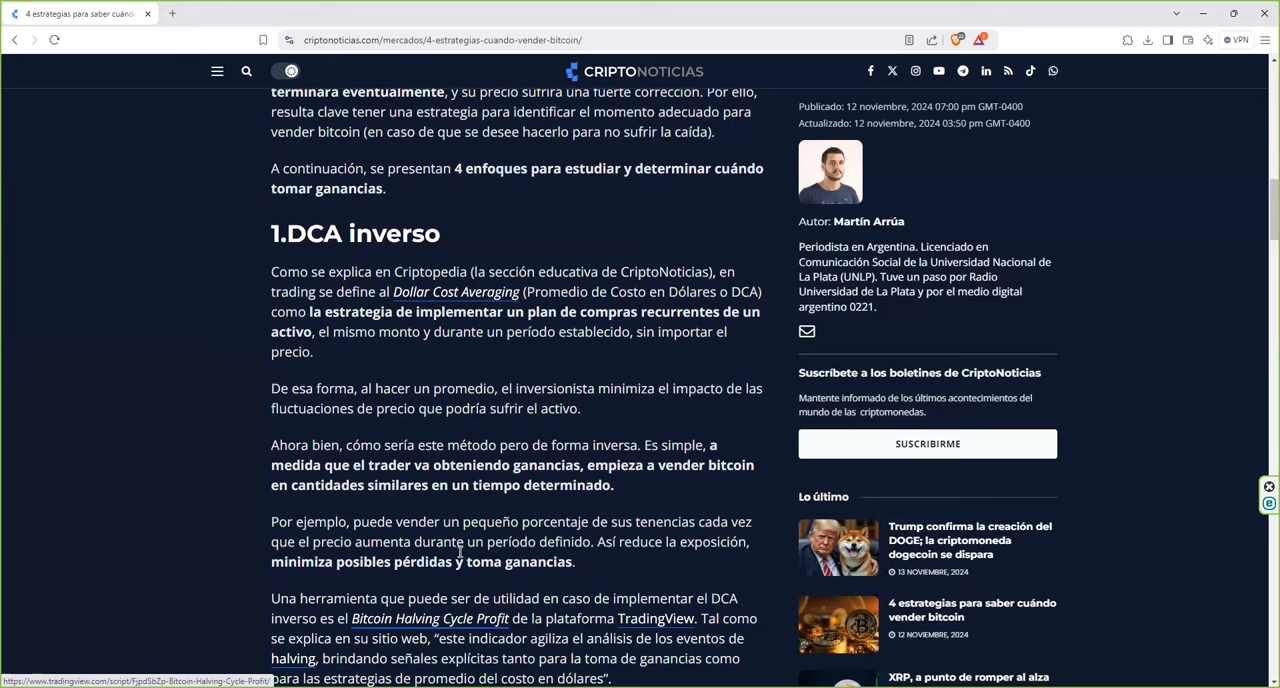 4 estrategias para saber cuánd
criptonoticias.com/mercados/4-estrategias-cuando-vender-bitcoin/
VPN
CRIPTONOTICIAS
terminará eventualmente, y su precio sufrirá una fuerte corrección. Por ello,
resulta clave tener una estrategia para identificar el momento adecuado para
vender bitcoin (en caso de que se desee hacerlo para no sufrir la caída).
A continuación, se presentan 4 enfoques para estudiar y determinar cuándo
tomar ganancias.
1.DCA inverso
Como se explica en Criptopedia (la sección educativa de CriptoNoticias), en
trading se define al Dollar Cost Averaging (Promedio de Costo en Dólares o DCA)
como la estrategia de implementar un plan de compras recurrentes de un
activo, el mismo monto y durante un período establecido, sin importar el
precio.
De esa forma, al hacer un promedio, el inversionista minimiza el impacto de las
fluctuaciones de precio que podría sufrir el activo.
Ahora bien, cómo sería este método pero de forma inversa. Es simple, a
medida que el trader va obteniendo ganancias, empieza a vender bitcoin
en cantidades similares en un tiempo determinado.
Por ejemplo, puede vender un pequeño porcentaje de sus tenencias cada vez
que el precio aumenta durante un período definido. Así reduce la exposición,
minimiza posibles pérdidas y toma ganancias.
Una herramienta que puede ser de utilidad en caso de implementar el DCA
inverso es el Bitcoin Halving Cycle Profit de la plataforma TradingView. Tal como
se explica en su sitio web, “este indicador agiliza el análisis de los eventos de
halving, brindando señales explícitas tanto para la toma de ganancias como
para las estrategias de promedio del costo en dólares”.
Publicado: 12 noviembre, 2024 07:00 pm GMT-0400
Actualizado: 12 noviembre, 2024 03:50 pm GMT-0400
Autor: Martín Arrúa
Periodista en Argentina. Licenciado en
Comunicación Social de la Universidad Nacional de
La Plata (UNLP). Tuve un paso por Radio
Universidad de La Plata y por el medio digital
argentino 0221.
Suscríbete a los boletines de CriptoNoticias
Mantente informado de los últimos acontecimientos del
mundo de las criptomonedas.
SUSCRIBIRME
Lo último
Trump confirma la creación del
DOGE; la criptomoneda
dogecoin se dispara
13 NOVIEMBRE, 2024
4 estrategias para saber cuándo
vender bitcoin
12 NOVIEMBRE, 2024
XRP, a punto de romper al alza
https://www.tradingview.com/script/FjpdSbZp-Bitcoin-Halving-Cycle-Profit/